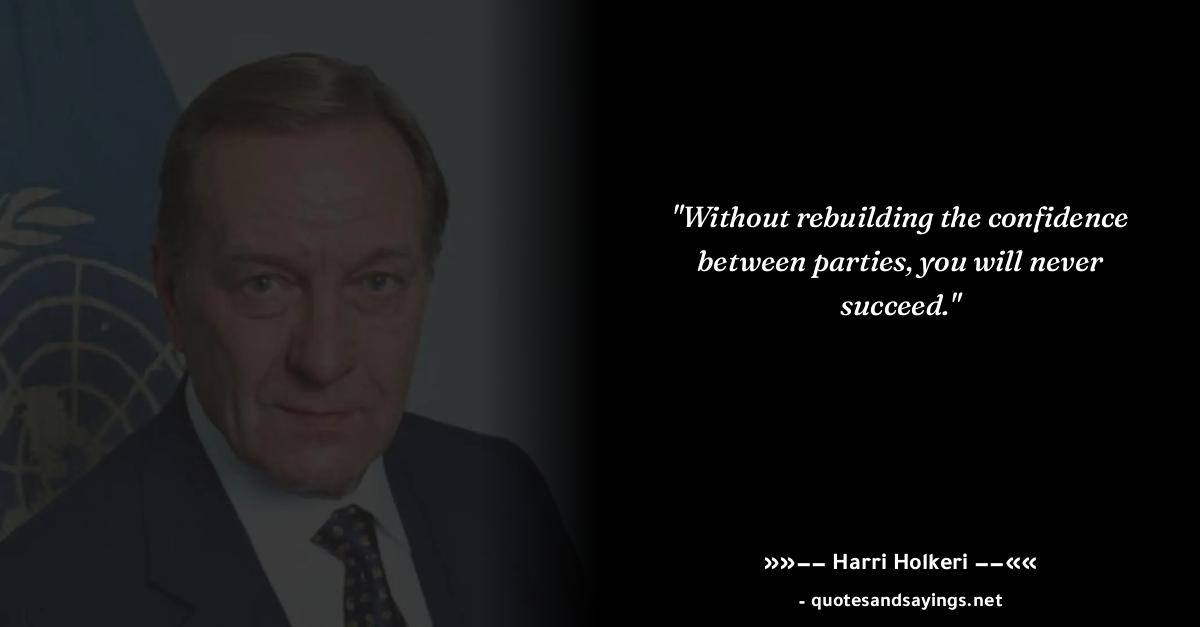 "Without rebuilding the confidence
between parties, you will never
succeed."
»»–– Harri Holkeri ––««
- quotesandsayings.net